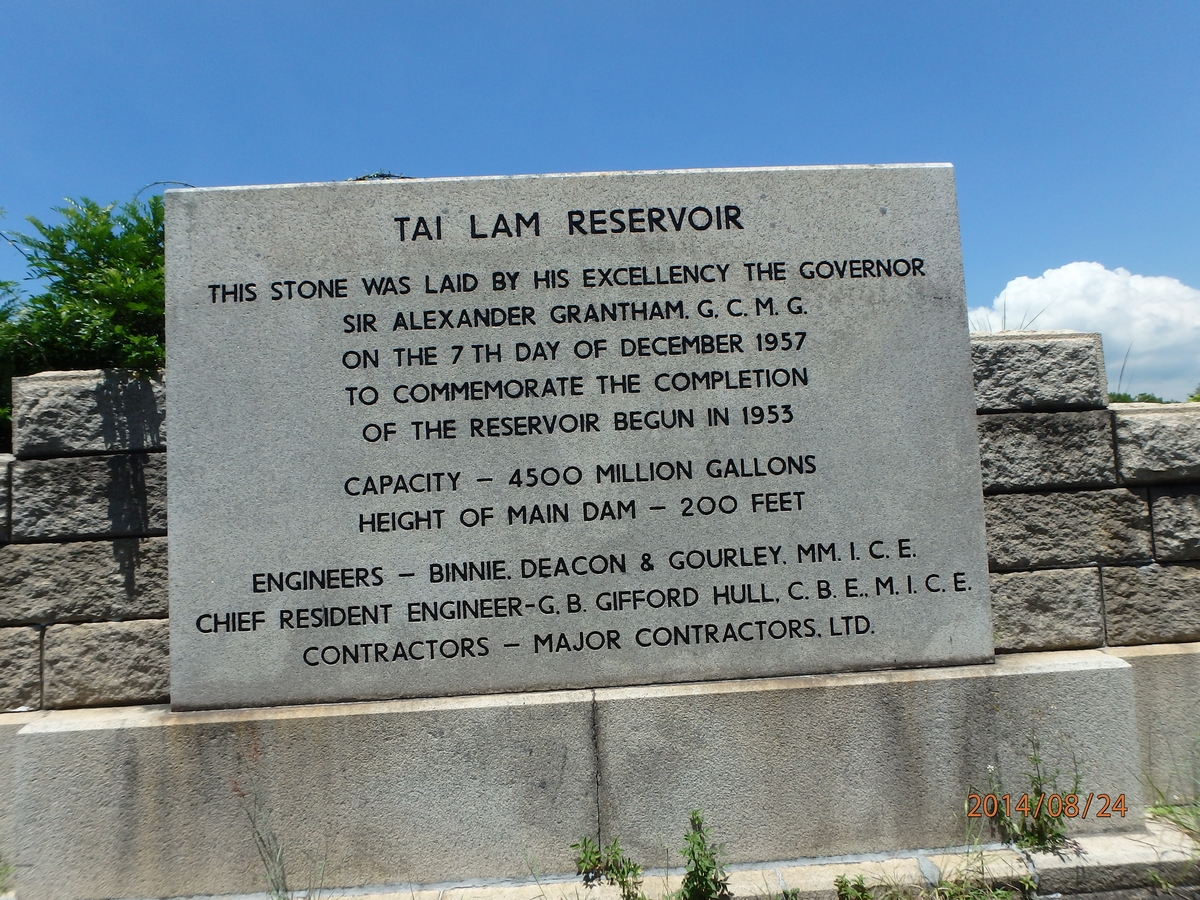 TAI LAM RESERVOIR
THIS STONE WAS LAID BY HIS EXCELLENCY THE GOVERNOR
SIR ALEXANDER GRANTHAM, G. C. M. G.
ON THE 7TH DAY OF DECEMBER 1957
TO COMMEMORATE THE COMPLETION
OF THE RESERVOIR BEGUN IN 1953
CAPACITY — 4500 MILLION GALLONS
HEIGHT OF MAIN DAM — 200 FEET
ENGINEERS — BINNIE, DEACON & GOURLEY, MM. I. C. E.
CHIEF RESIDENT ENGINEER-G. B. GIFFORD HULL, C. B. E., M. I. C. E.
CONTRACTORS — MAJOR CONTRACTORS, LTD.
2014/08/24